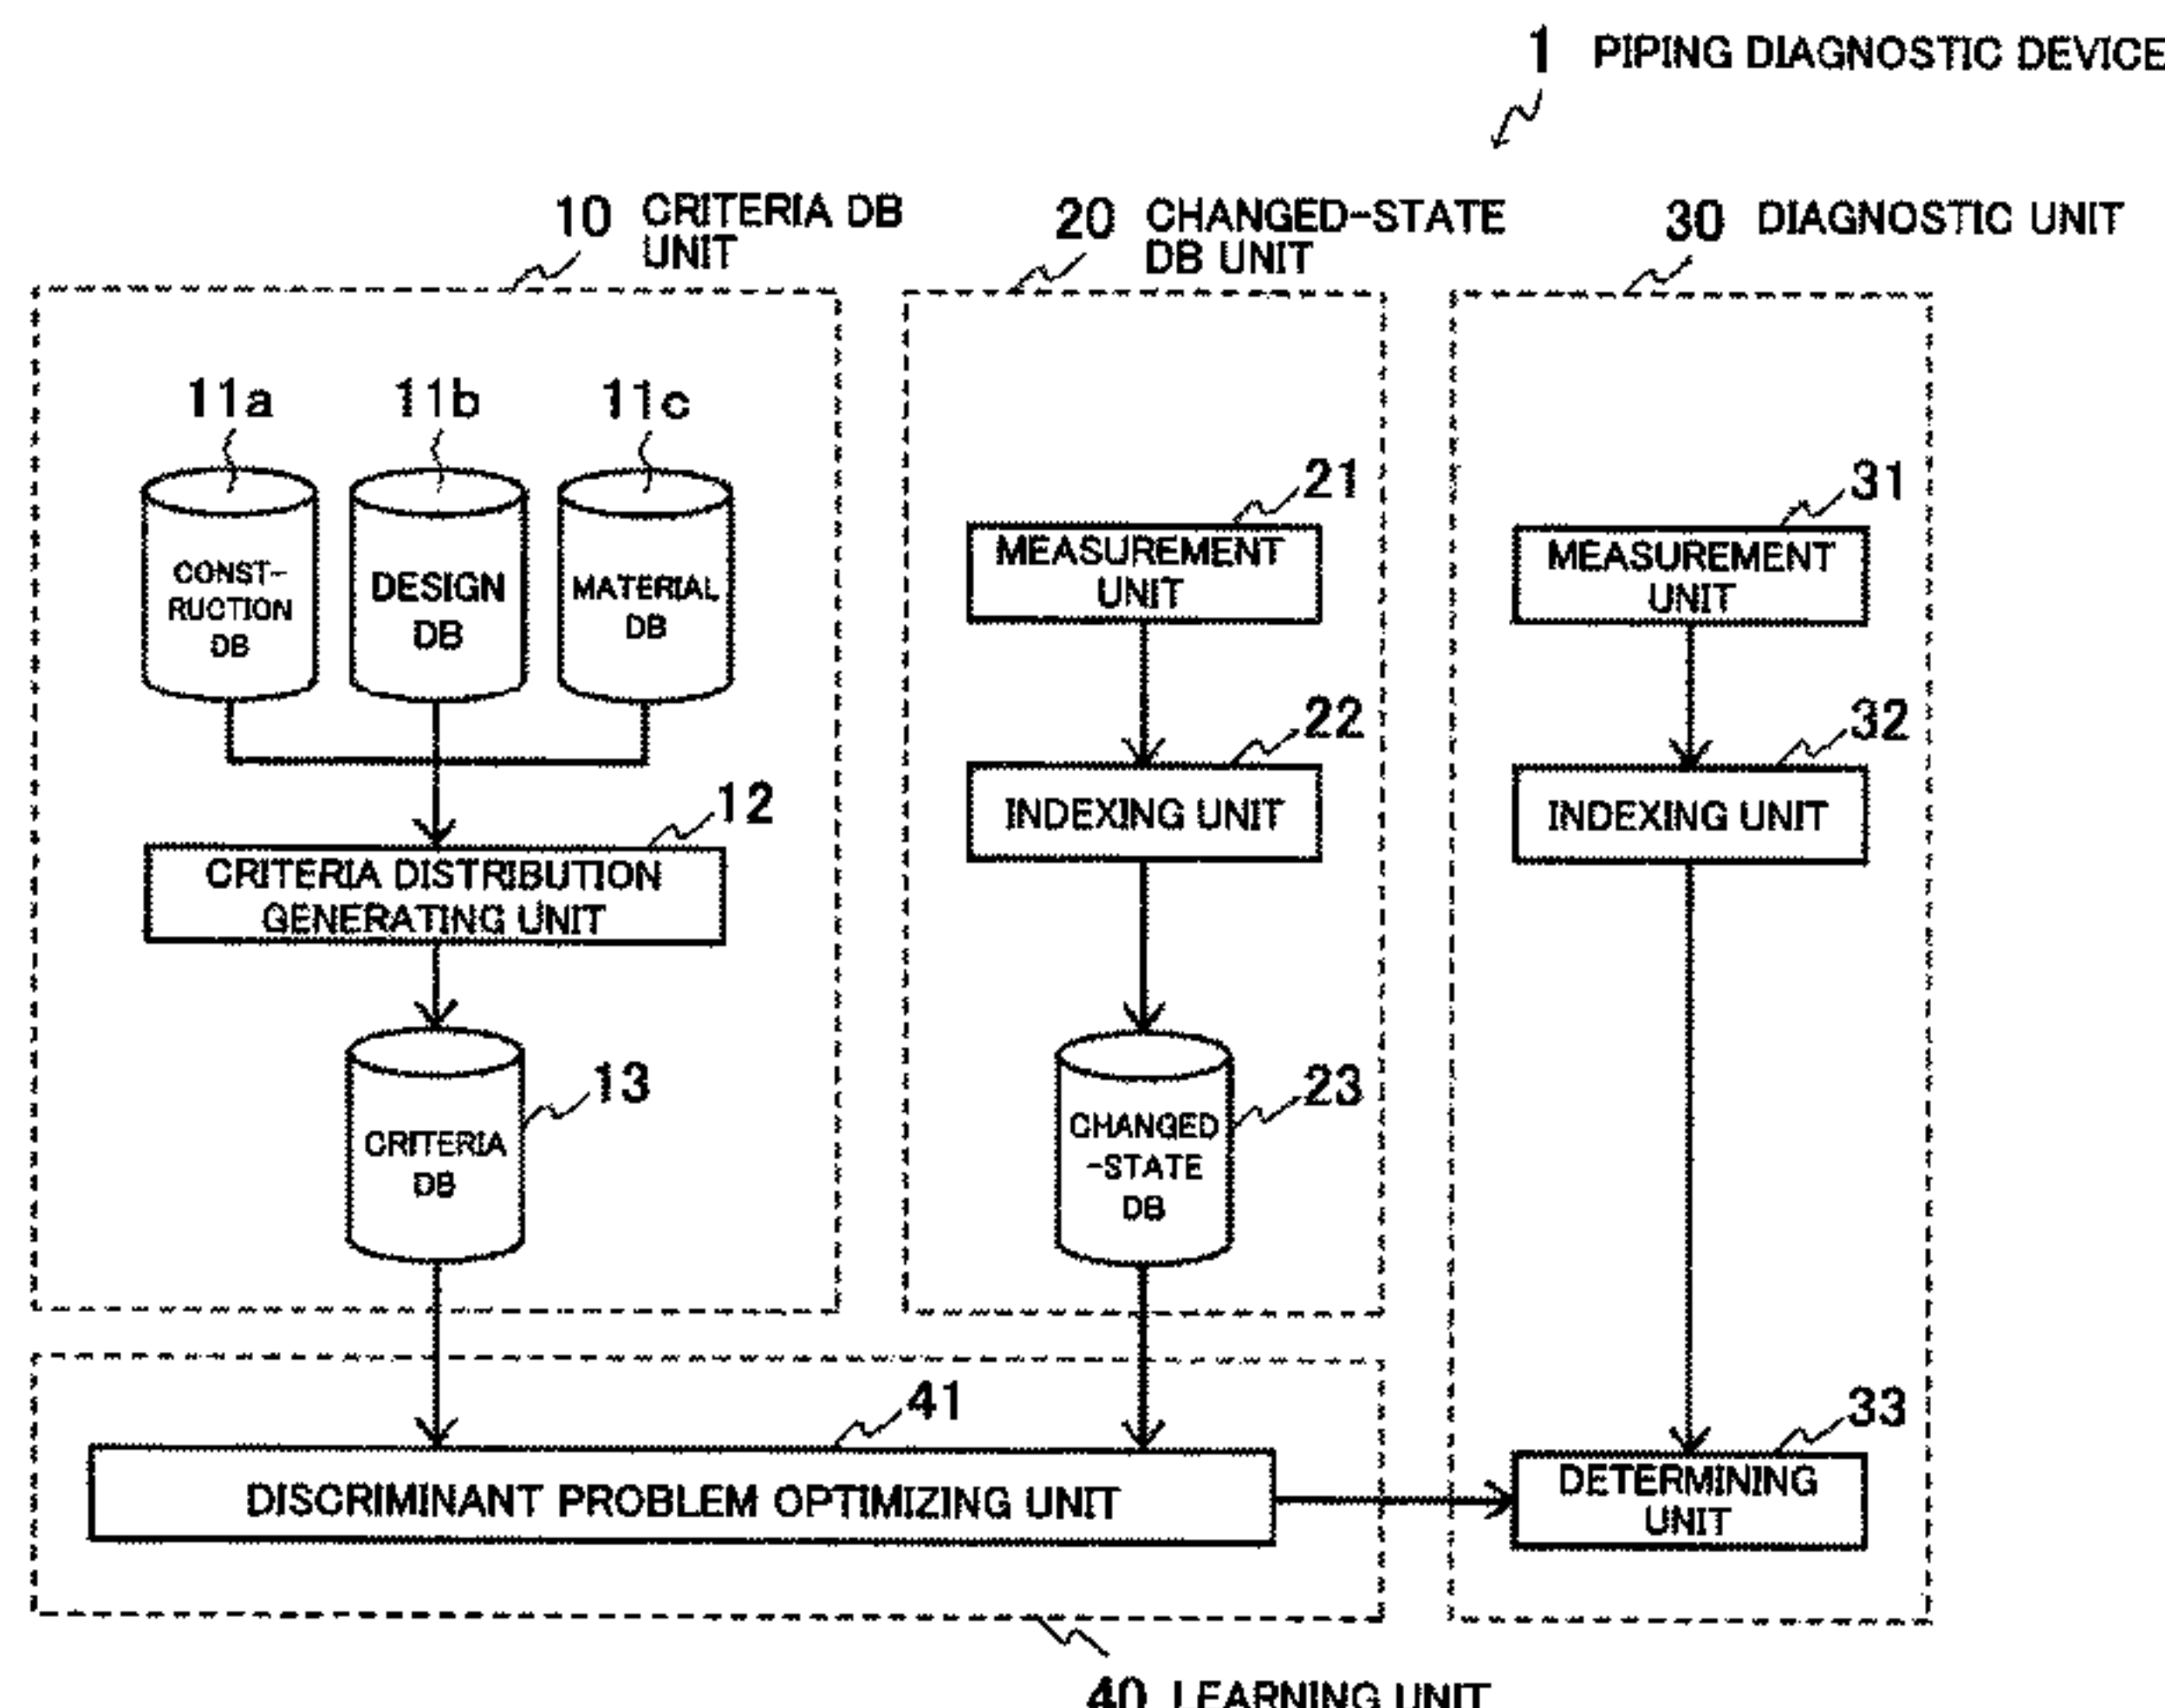 1 PIPING DIAGNOSTIC DEVICE
10 CRITERIA DB
UNIT
20 CHANGED-STATE
DB UNIT
30 DIAGNOSTIC UNIT
11a
11b
11c
CONST-
RUCTION
DB
DESIGN
DB
MATERIAL
DB
12
CRITERIA DISTRIBUTION
GENERATING UNIT
13
CRITERIA
DB
21
MEASUREMENT
UNIT
22
INDEXING UNIT
23
CHANGED
-STATE
DB
31
MEASUREMENT
UNIT
32
INDEXING UNIT
41
DISCRIMINANT PROBLEM OPTIMIZING UNIT
33
DETERMINING
UNIT
40 LEARNING UNIT